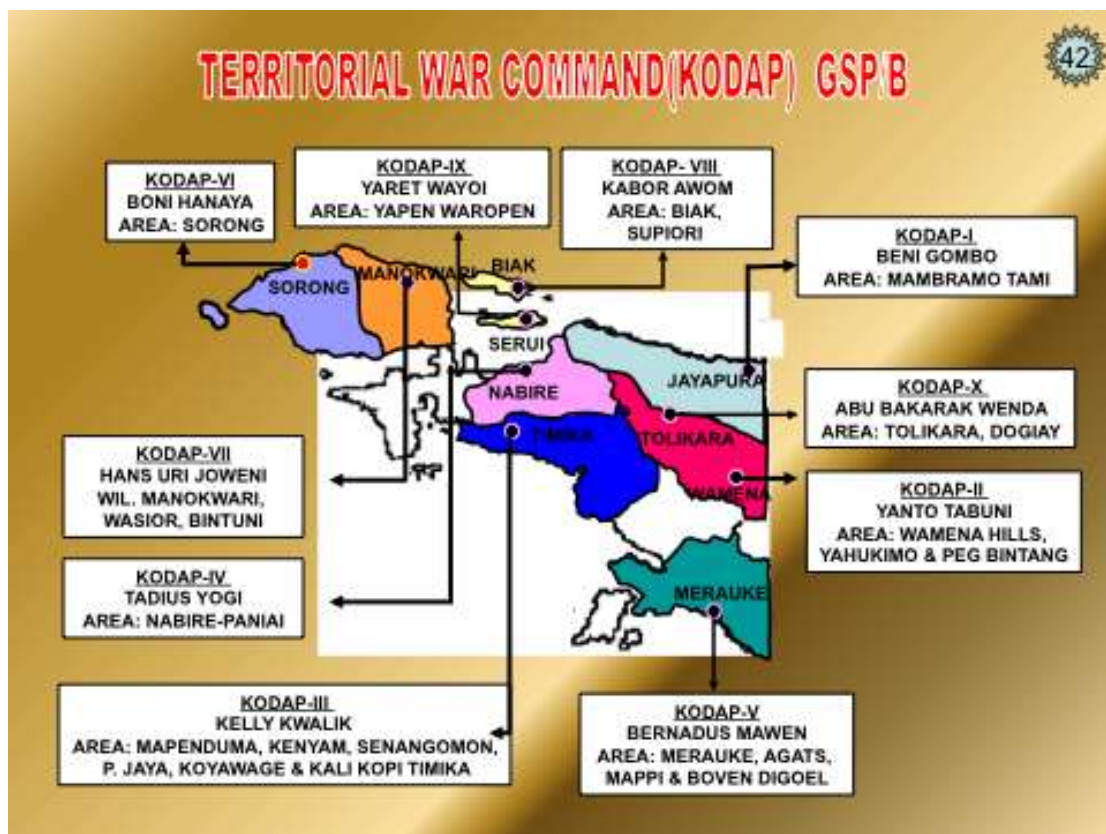 42
TERRITORIAL WAR COMMAND(KODAP) GSP/B
KODAP-VI
BONI HANAYA
AREA: SORONG
KODAP-IX
YARET WAYOI
AREA: YAPEN WAROPEN
KODAP- VIII
KABOR AWOM
AREA: BIAK,
SUPIORI
KODAP-I
BENI GOMBO
AREA: MAMBRAMO TAMI
SORONG
MANOKWARI
BIAK
SERUI
NABIRE
JAYAPURA
TIMIKA
TOLIKARA
WAMENA
MERAUKE
KODAP-X
ABU BAKARAK WENDA
AREA: TOLIKARA, DOGIAY
KODAP-VII
HANS URI JOWENI
WIL. MANOKWARI,
WASIOR, BINTUNI
KODAP-II
YANTO TABUNI
AREA: WAMENA HILLS,
YAHUKIMO & PEG BINTANG
KODAP-IV
TADIUS YOGI
AREA: NABIRE-PANIAI
KODAP-III
KELLY KWALIK
AREA: MAPENDUMA, KENYAM, SENANGOMON,
P. JAYA, KOYAWAGE & KALI KOPI TIMIKA
KODAP-V
BERNADUS MAWEN
AREA: MERAUKE, AGATS,
MAPPI & BOVEN DIGOEL